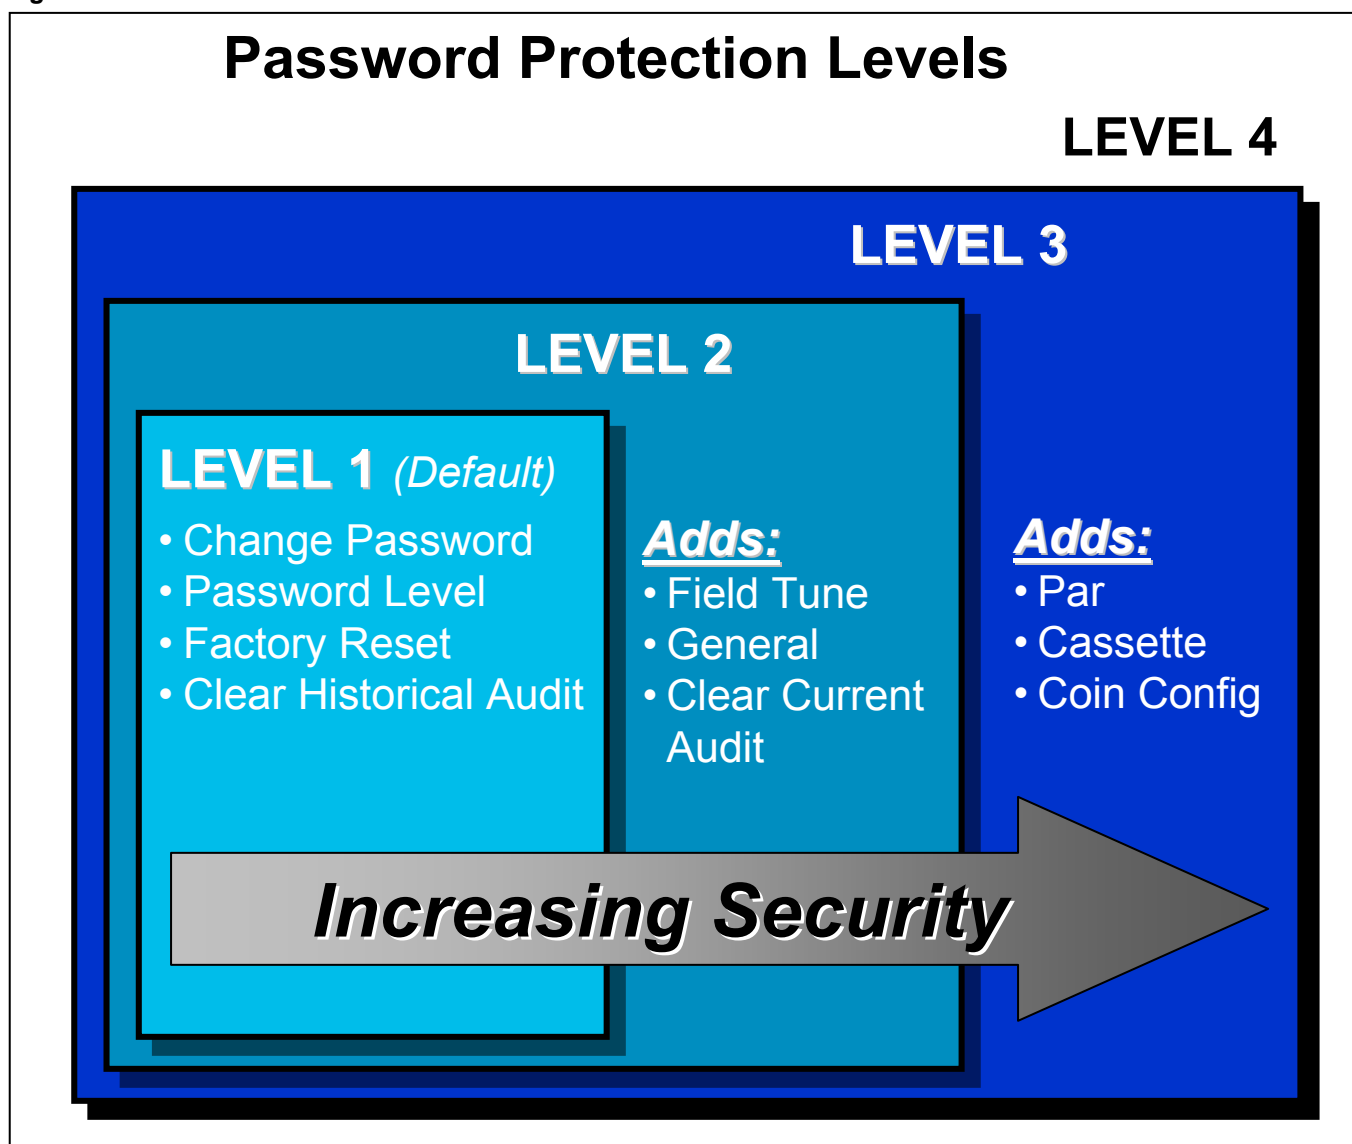 Password Protection Levels
LEVEL 4
LEVEL 3
LEVEL 2
LEVEL 1 (Default)
• Change Password
• Password Level
• Factory Reset
• Clear Historical Audit
Adds:
• Field Tune
• General
• Clear Current
Audit
Adds:
• Par
• Cassette
• Coin Config
Increasing Security